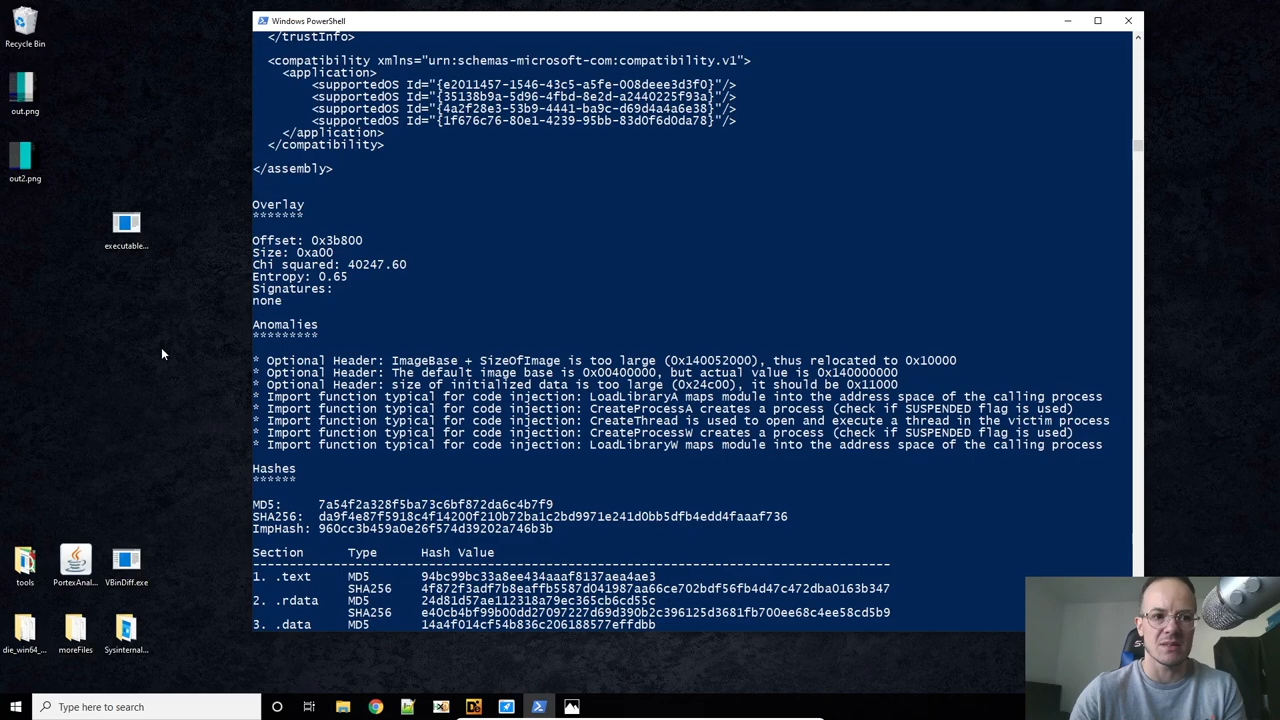 Recycle Bin
out.png
out2.png
executable...
tools
PortexAnal...
VBinDiff.exe
die_win64_...
moreFiles
Sysinternal...
Windows PowerShell
</trustInfo>
<compatibility xmlns="urn:schemas-microsoft-com:compatibility.v1">
<application>
<supportedOS Id="{e2011457-1546-43c5-a5fe-008deee3d3f0}"/>
<supportedOS Id="{35138b9a-5d96-4fbd-8e2d-a2440225f93a}"/>
<supportedOS Id="{4a2f28e3-53b9-4441-ba9c-d69d4a4a6e38}"/>
<supportedOS Id="{1f676c76-80e1-4239-95bb-83d0f6d0da78}"/>
</application>
</compatibility>
</assembly>
Overlay
*******
Offset: 0x3b800
Size: 0xa00
Chi squared: 40247.60
Entropy: 0.65
Signatures:
none
Anomalies
*********
* Optional Header: ImageBase + SizeOfImage is too large (0x140052000), thus relocated to 0x10000
* Optional Header: The default image base is 0x00400000, but actual value is 0x140000000
* Optional Header: size of initialized data is too large (0x24c00), it should be 0x11000
* Import function typical for code injection: LoadLibraryA maps module into the address space of the calling process
* Import function typical for code injection: CreateProcessA creates a process (check if SUSPENDED flag is used)
* Import function typical for code injection: CreateThread is used to open and execute a thread in the victim process
* Import function typical for code injection: CreateProcessW creates a process (check if SUSPENDED flag is used)
* Import function typical for code injection: LoadLibraryW maps module into the address space of the calling process
Hashes
******
MD5: 7a54f2a328f5ba73c6bf872da6c4b7f9
SHA256: da9f4e87f5918c4f14200f210b72ba1c2bd9971e241d0bb5dfb4edd4faaaf736
ImpHash: 960cc3b459a0e26f574d39202a746b3b
Section Type Hash Value
----------------------------------------------------------------------------------------
1. .text MD5 94bc99bc33a8ee434aaaf8137aea4ae3
SHA256 4f872f3adf7b8eaffb5587d041987aa66ce702bdf56fb4d47c472dba0163b347
2. .rdata MD5 24d81d57ae112318a79ec365cb6cd55c
SHA256 e40cb4bf99b00dd27097227d69d390b2c396125d3681fb700ee68c4ee58cd5b9
3. .data MD5 14a4f014cf54b836c206188577effdbb
Type here to search